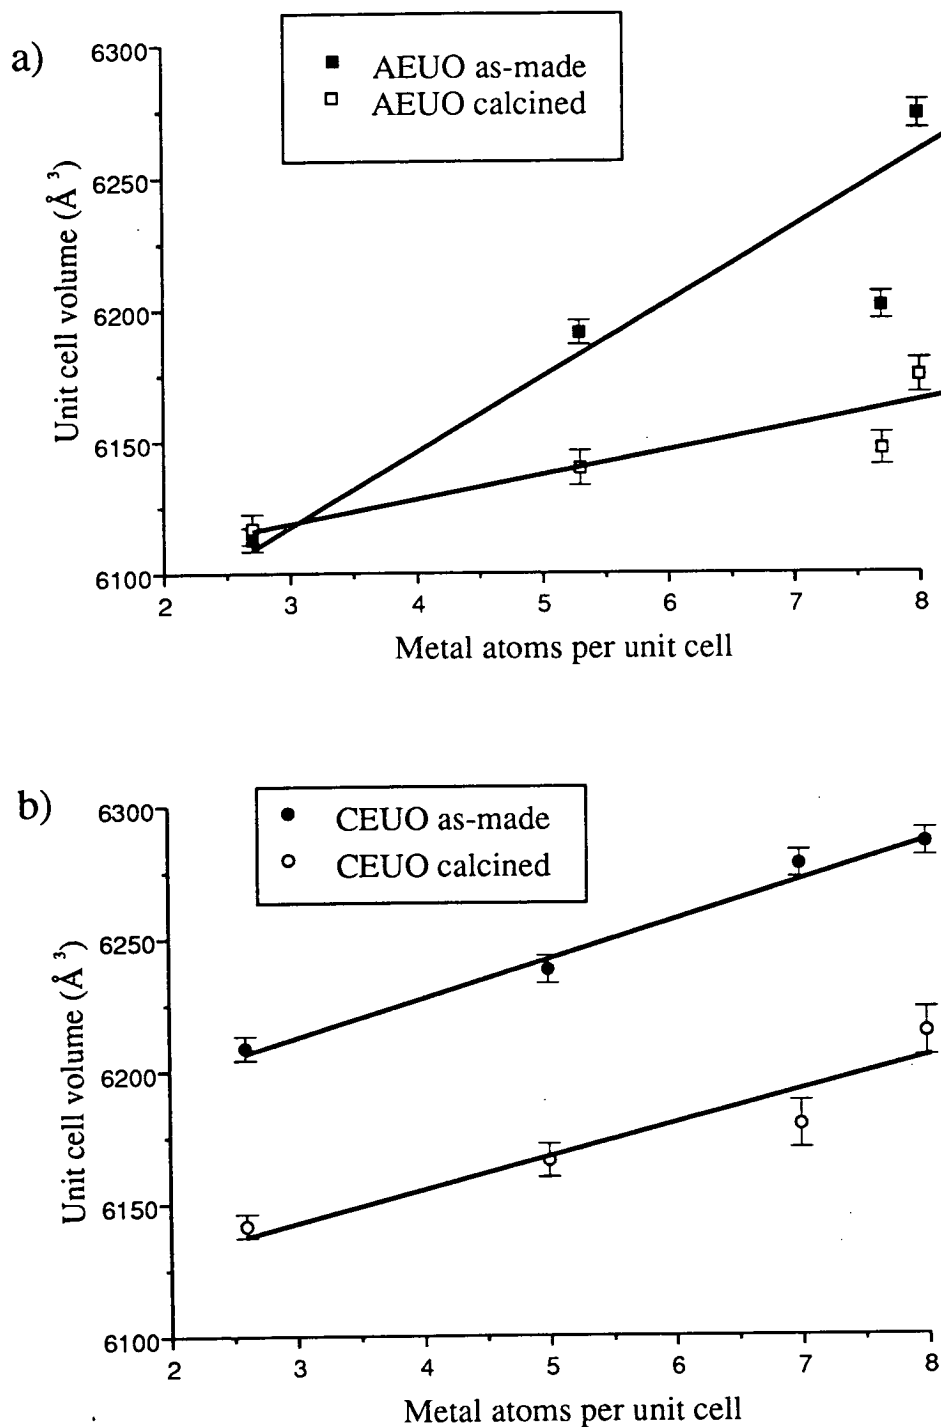 a)
AEUO as-made
AEUO calcined
Unit cell volume (Å³)
6300
6250
6200
6150
6100
2 3 4 5 6 7 8
Metal atoms per unit cell
b)
CEUO as-made
CEUO calcined
Unit cell volume (Å³)
6300
6250
6200
6150
6100
2 3 4 5 6 7 8
Metal atoms per unit cell